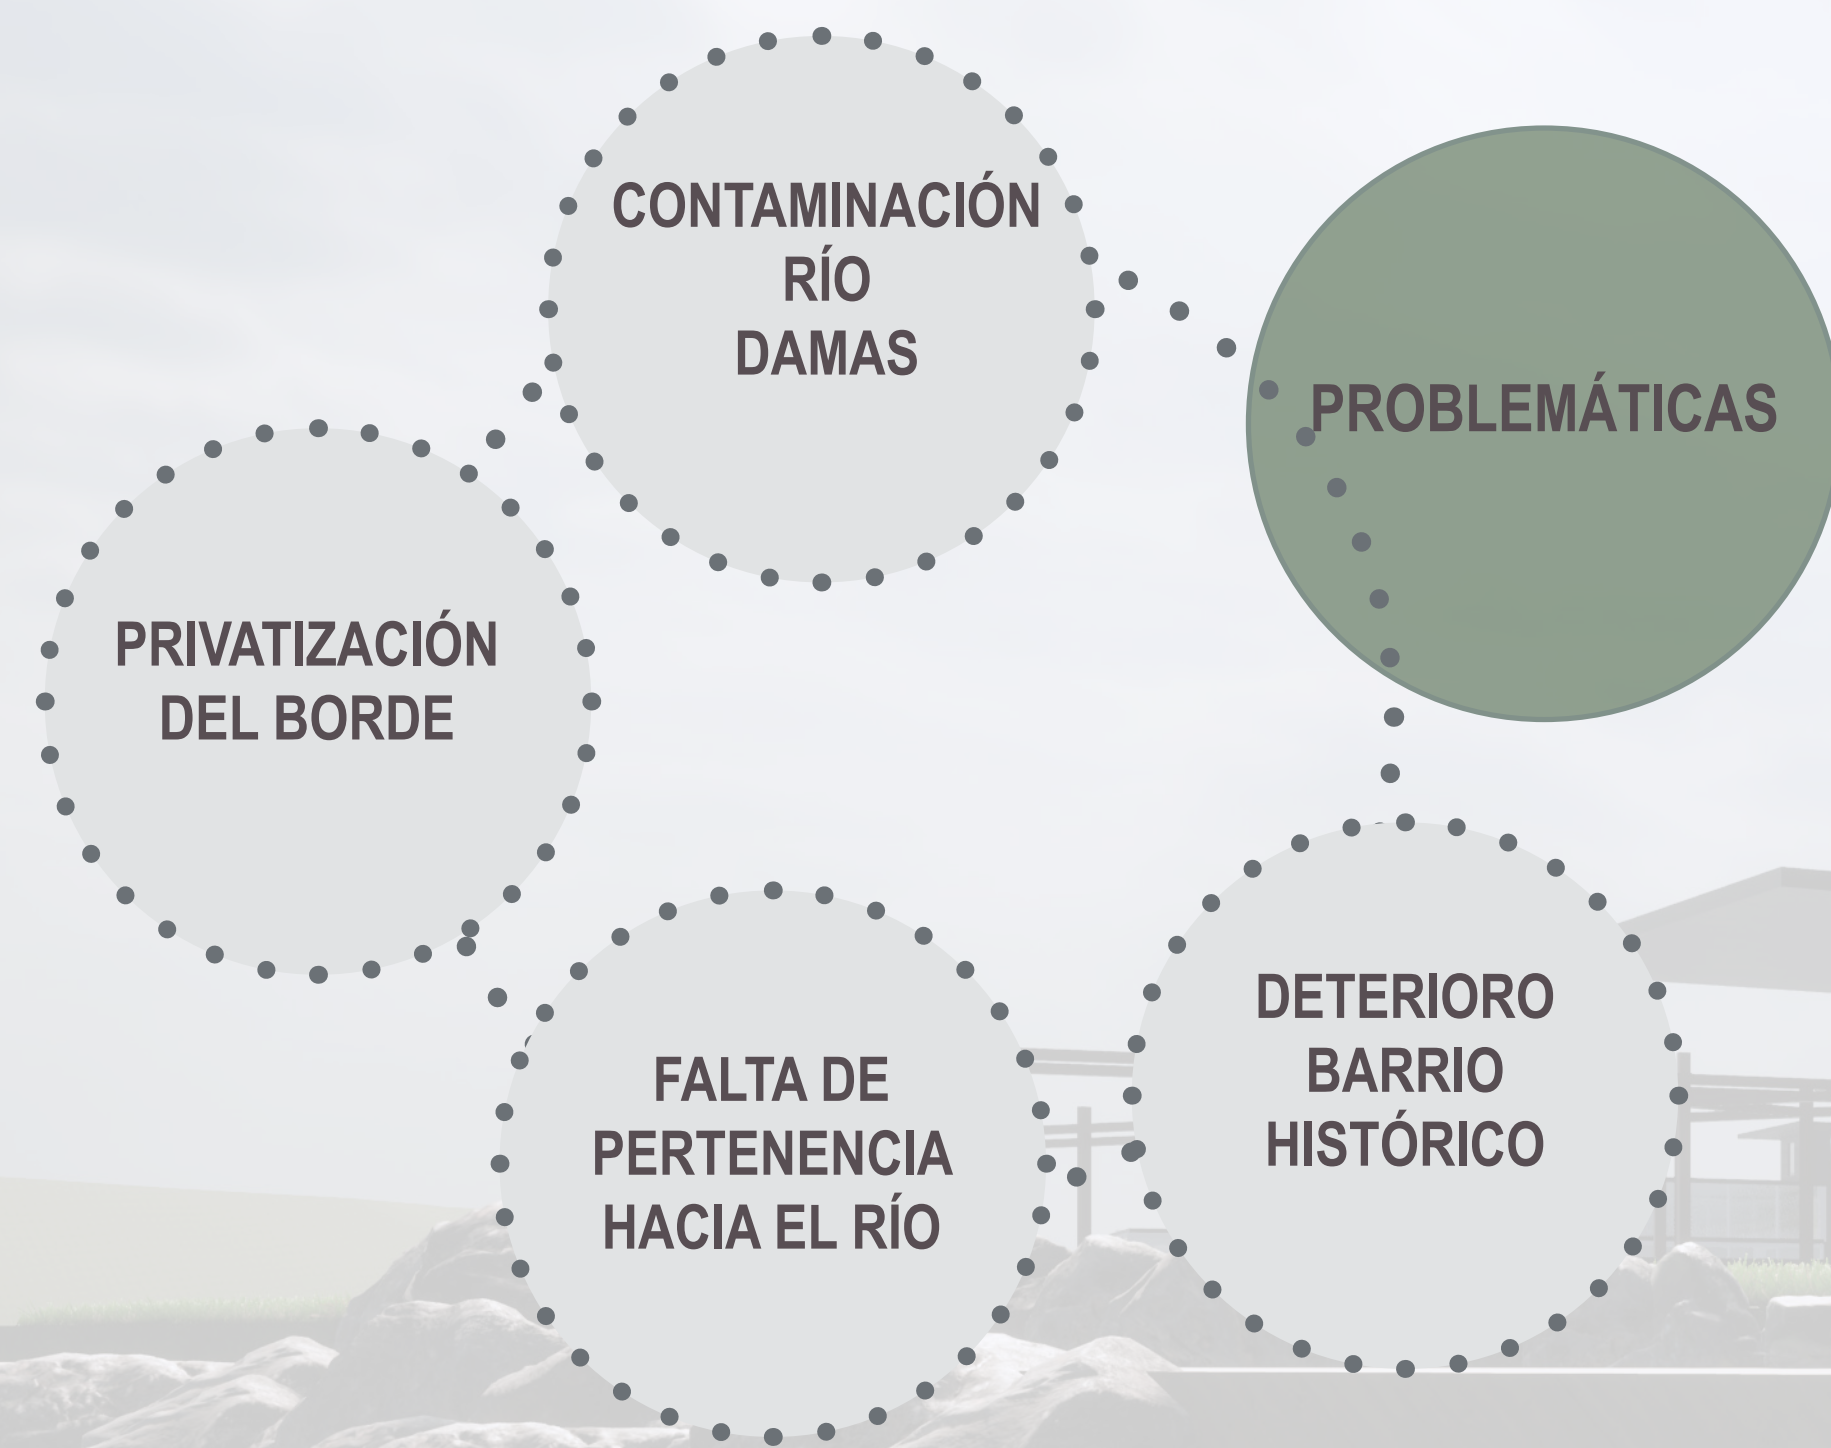 CONTAMINACIÓN
RÍO
DAMAS
PROBLEMÁTICAS
PRIVATIZACIÓN
DEL BORDE
FALTA DE
PERTENENCIA
HACIA EL RÍO
DETERIORO
BARRIO
HISTÓRICO